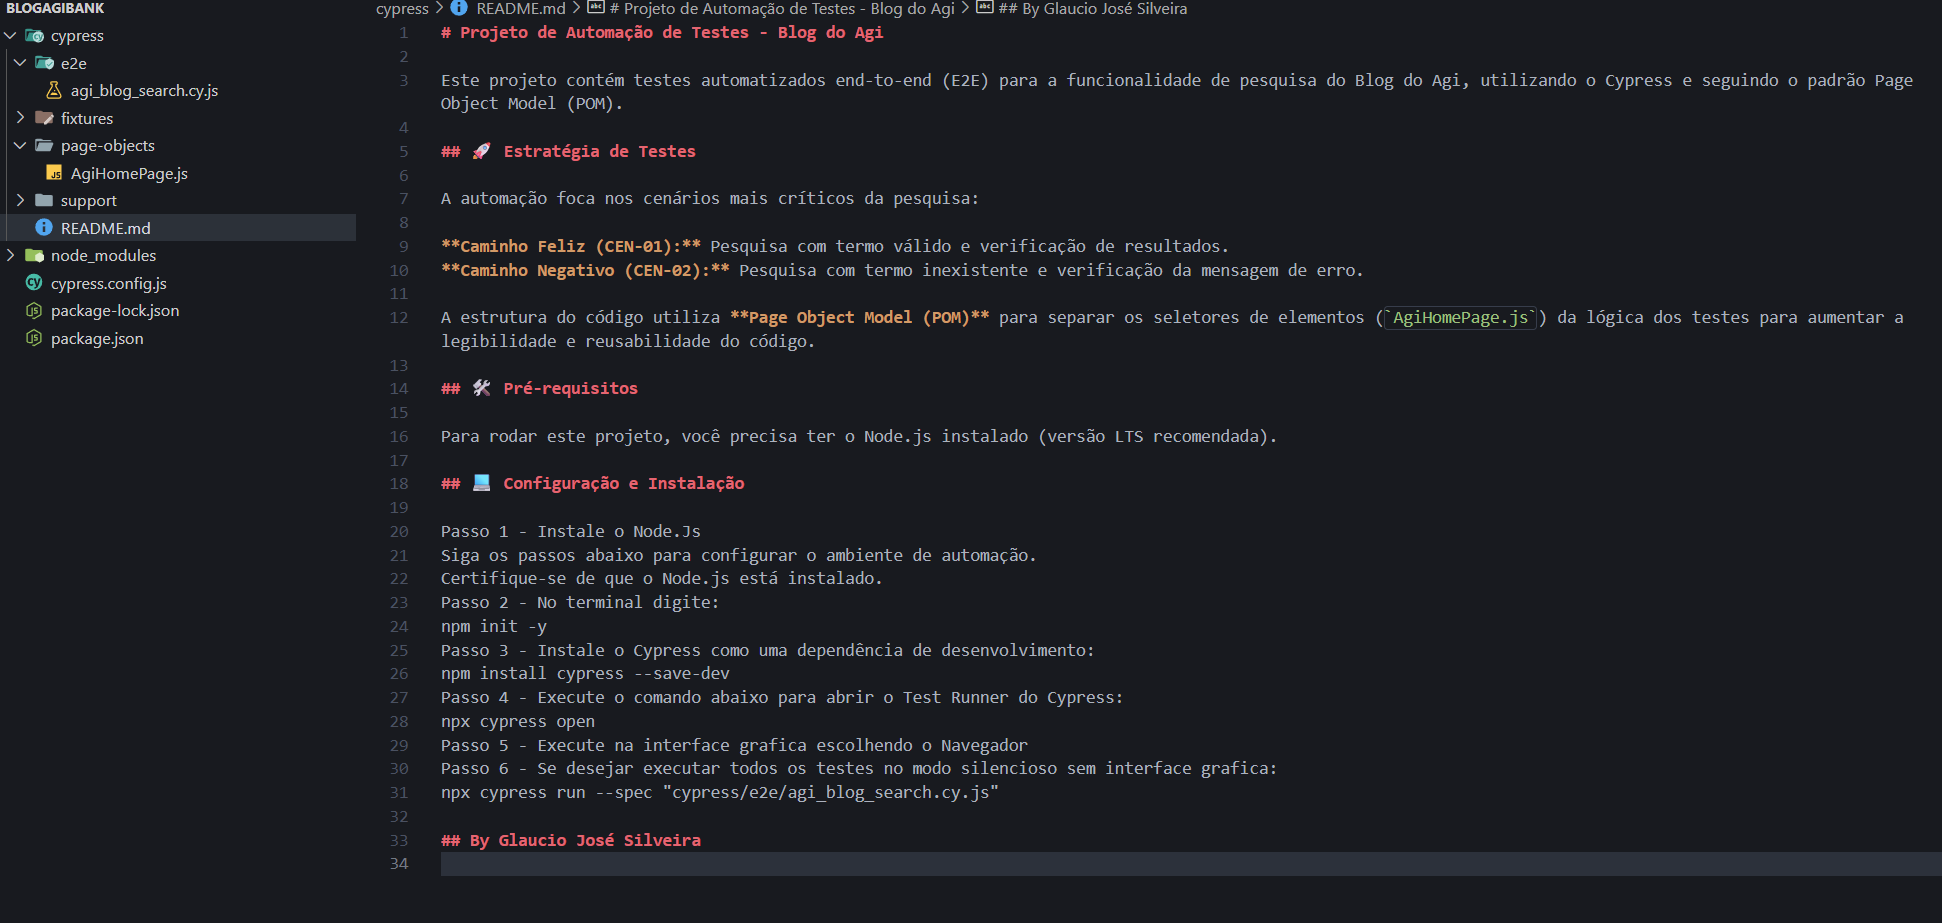 BLOGAGIBANK
cypress
e2e
agi_blog_search.cy.js
fixtures
page-objects
AgiHomePage.js
support
README.md
node_modules
cypress.config.js
package-lock.json
package.json
cypress > README.md > # Projeto de Automação de Testes - Blog do Agi > ## By Glaucio José Silveira
1 # Projeto de Automação de Testes - Blog do Agi
2
3 Este projeto contém testes automatizados end-to-end (E2E) para a funcionalidade de pesquisa do Blog do Agi, utilizando o Cypress e seguindo o padrão Page
Object Model (POM).
4
5 ## 🚀 Estratégia de Testes
6
7 A automação foca nos cenários mais críticos da pesquisa:
8
9 **Caminho Feliz (CEN-01):** Pesquisa com termo válido e verificação de resultados.
10 **Caminho Negativo (CEN-02):** Pesquisa com termo inexistente e verificação da mensagem de erro.
11
12 A estrutura do código utiliza **Page Object Model (POM)** para separar os seletores de elementos (`AgiHomePage.js`) da lógica dos testes para aumentar a
legibilidade e reusabilidade do código.
13
14 ## 🛠️ Pré-requisitos
15
16 Para rodar este projeto, você precisa ter o Node.js instalado (versão LTS recomendada).
17
18 ## 💻 Configuração e Instalação
19
20 Passo 1 - Instale o Node.Js
21 Siga os passos abaixo para configurar o ambiente de automação.
22 Certifique-se de que o Node.js está instalado.
23 Passo 2 - No terminal digite:
24 npm init -y
25 Passo 3 - Instale o Cypress como uma dependência de desenvolvimento:
26 npm install cypress --save-dev
27 Passo 4 - Execute o comando abaixo para abrir o Test Runner do Cypress:
28 npx cypress open
29 Passo 5 - Execute na interface grafica escolhendo o Navegador
30 Passo 6 - Se desejar executar todos os testes no modo silencioso sem interface grafica:
31 npx cypress run --spec "cypress/e2e/agi_blog_search.cy.js"
32
33 ## By Glaucio José Silveira
34